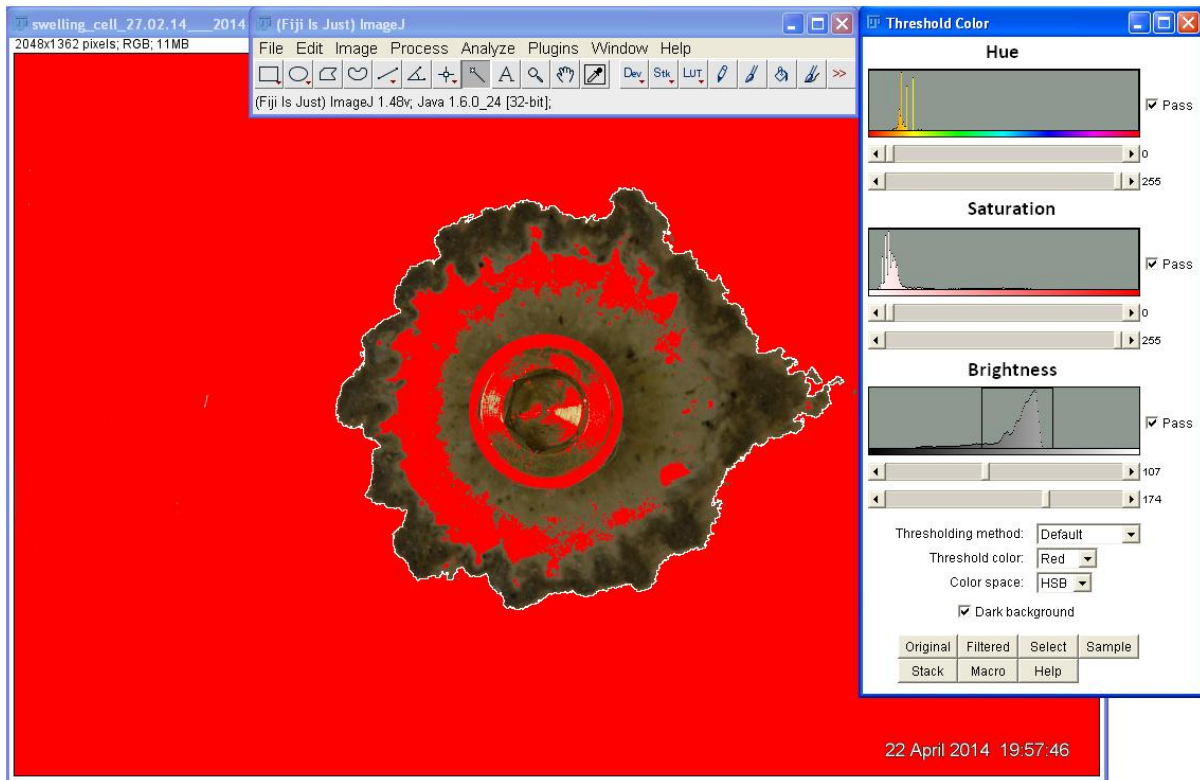 swelling_cell_27.02.14___2014
2048x1362 pixels; RGB; 11MB
(Fiji Is Just) ImageJ
File Edit Image Process Analyze Plugins Window Help
A Dev Stk LUT >>
(Fiji Is Just) ImageJ 1.48v; Java 1.6.0_24 [32-bit];
Threshold Color
Hue
Pass
0
255
Saturation
Pass
0
255
Brightness
Pass
107
174
Thresholding method: Default
Threshold color: Red
Color space: HSB
Dark background
Original Filtered Select Sample
Stack Macro Help
22 April 2014 19:57:46